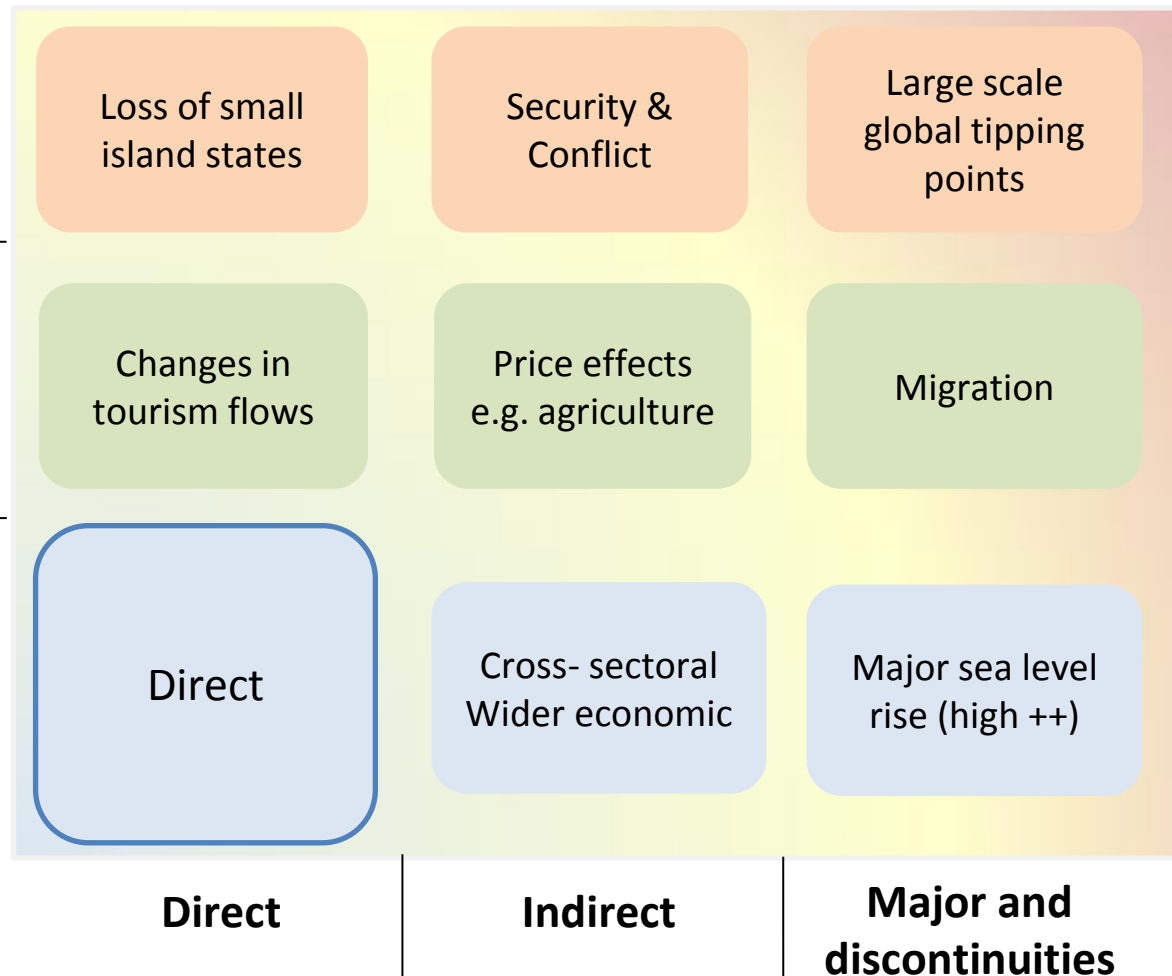 Loss of small
island states
Security &
Conflict
Large scale
global tipping
points
Changes in
tourism flows
Price effects
e.g. agriculture
Migration
Direct
Cross- sectoral
Wider economic
Major sea level
rise (high ++)
Direct
Indirect
Major and
discontinuities